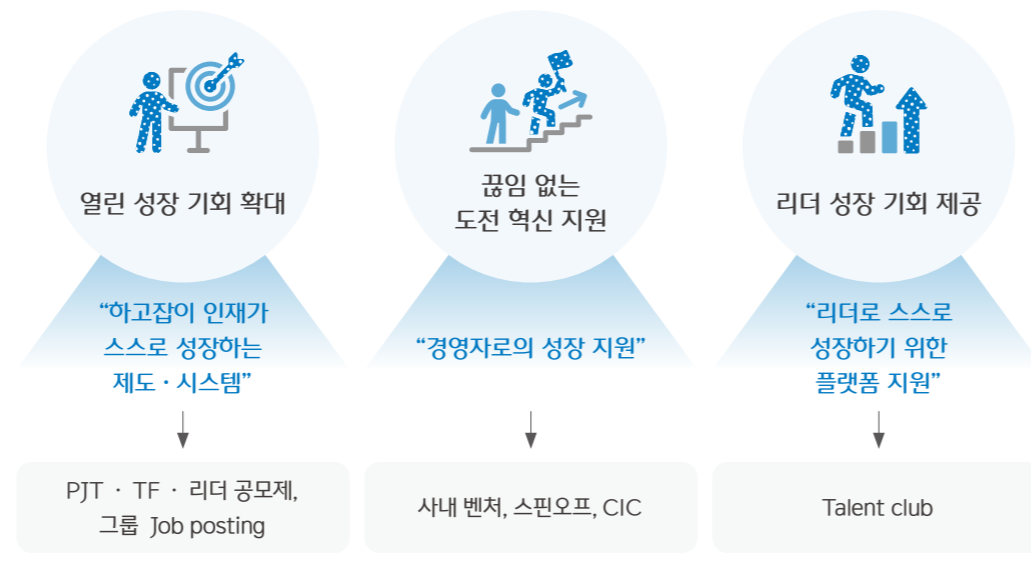 열린 성장 기회 확대
“하고잡이 인재가
스스로 성장하는
제도 · 시스템”
PJT · TF · 리더 공모제,
그룹 Job posting
끊임 없는
도전 혁신 지원
“경영자로의 성장 지원”
사내 벤처, 스핀오프, CIC
리더 성장 기회 제공
“리더로 스스로
성장하기 위한
플랫폼 지원”
Talent club